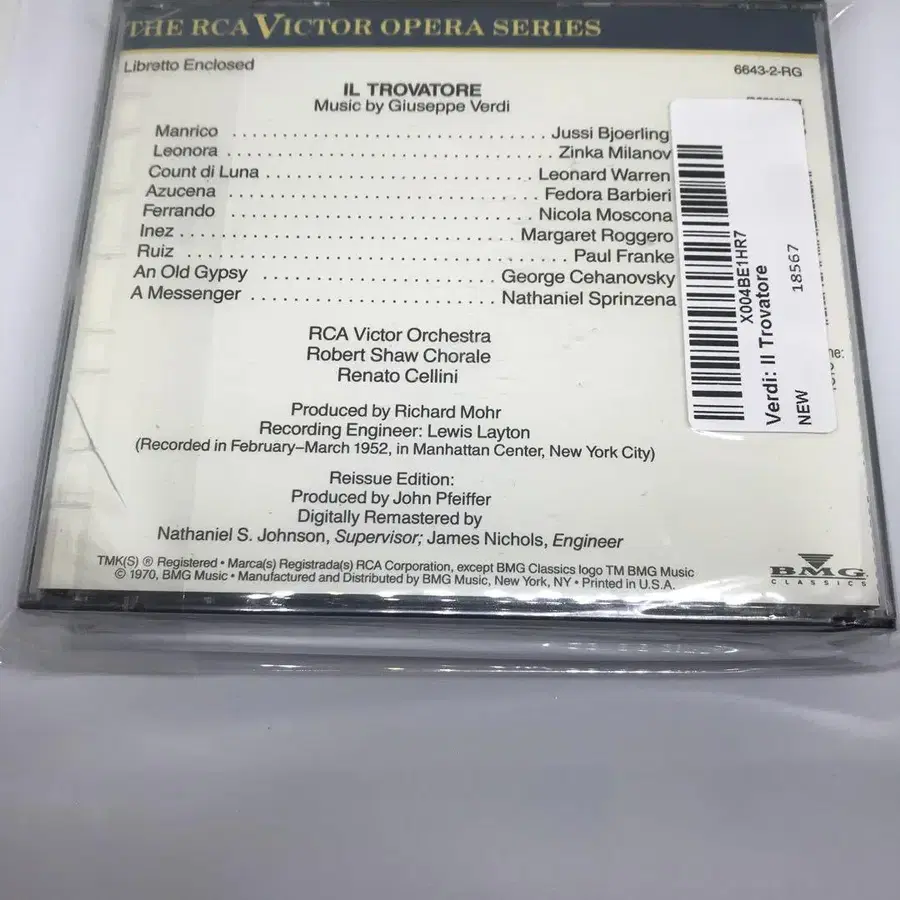 THE RCA VICTOR OPERA SERIES
Libretto Enclosed
6643-2-RG
IL TROVATORE
Music by Giuseppe Verdi
Manrico . . . . . . . . . . . . . . . . . . . . . . . . . . . . . . Jussi Bjoerling
Leonora . . . . . . . . . . . . . . . . . . . . . . . . . . . . . . Zinka Milanov
Count di Luna . . . . . . . . . . . . . . . . . . . . . . . . . Leonard Warren
Azucena . . . . . . . . . . . . . . . . . . . . . . . . . . . . . Fedora Barbieri
Ferrando . . . . . . . . . . . . . . . . . . . . . . . . . . . . Nicola Moscona
Inez . . . . . . . . . . . . . . . . . . . . . . . . . . . . . . . Margaret Roggero
Ruiz . . . . . . . . . . . . . . . . . . . . . . . . . . . . . . . . . . Paul Franke
An Old Gypsy . . . . . . . . . . . . . . . . . . . . . . George Cehanovsky
A Messenger . . . . . . . . . . . . . . . . . . . . . . Nathaniel Sprinzena
RCA Victor Orchestra
Robert Shaw Chorale
Renato Cellini
Produced by Richard Mohr
Recording Engineer: Lewis Layton
(Recorded in February–March 1952, in Manhattan Center, New York City)
Reissue Edition:
Produced by John Pfeiffer
Digitally Remastered by
Nathaniel S. Johnson, Supervisor; James Nichols, Engineer
TMK(S) ® Registered • Marca(s) Registrada(s) RCA Corporation, except BMG Classics logo TM BMG Music
© 1970, BMG Music • Manufactured and Distributed by BMG Music, New York, NY • Printed in U.S.A.
BMG
CLASSICS
X004BE1HR7
Verdi: Il Trovatore
NEW
18567